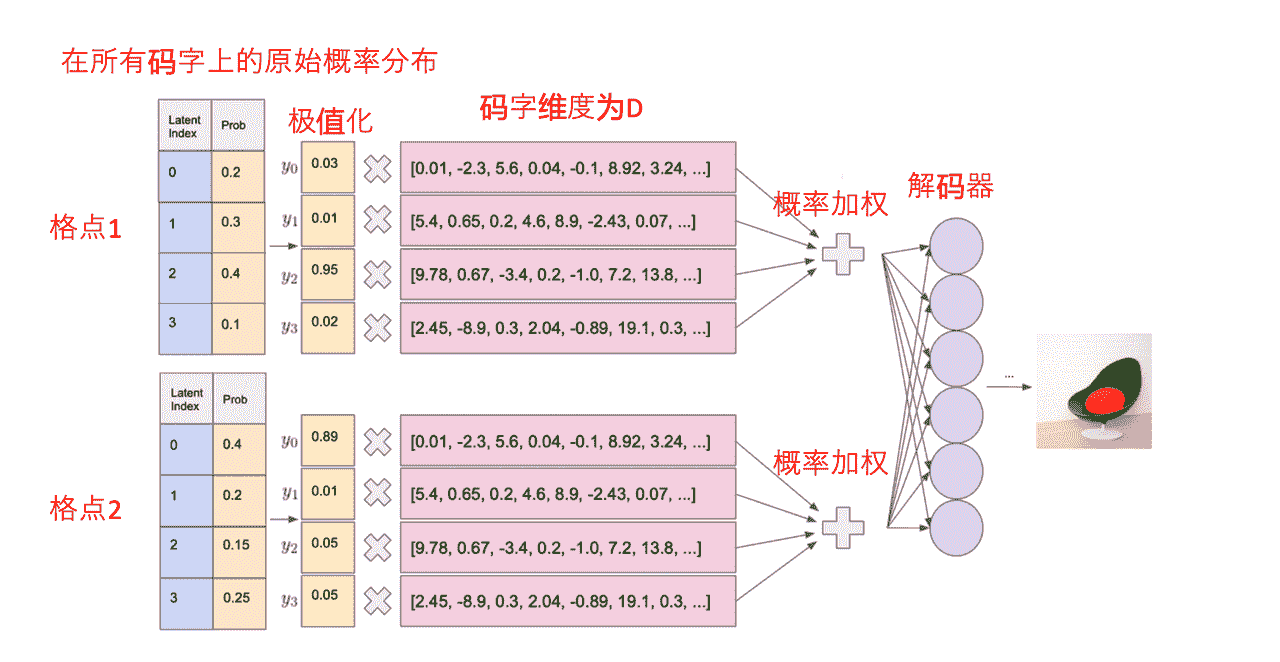 在所有码字上的原始概率分布
极值化
码字维度为D
概率加权
解码器
格点1
Latent Index Prob
0 0.2
1 0.3
2 0.4
3 0.1
y0 0.03 [0.01, -2.3, 5.6, 0.04, -0.1, 8.92, 3.24, ...]
y1 0.01 [5.4, 0.65, 0.2, 4.6, 8.9, -2.43, 0.07, ...]
y2 0.95 [9.78, 0.67, -3.4, 0.2, -1.0, 7.2, 13.8, ...]
y3 0.02 [2.45, -8.9, 0.3, 2.04, -0.89, 19.1, 0.3, ...]
...
格点2
Latent Index Prob
0 0.4
1 0.2
2 0.15
3 0.25
y0 0.89 [0.01, -2.3, 5.6, 0.04, -0.1, 8.92, 3.24, ...]
y1 0.01 [5.4, 0.65, 0.2, 4.6, 8.9, -2.43, 0.07, ...]
y2 0.05 [9.78, 0.67, -3.4, 0.2, -1.0, 7.2, 13.8, ...]
y3 0.05 [2.45, -8.9, 0.3, 2.04, -0.89, 19.1, 0.3, ...]
概率加权